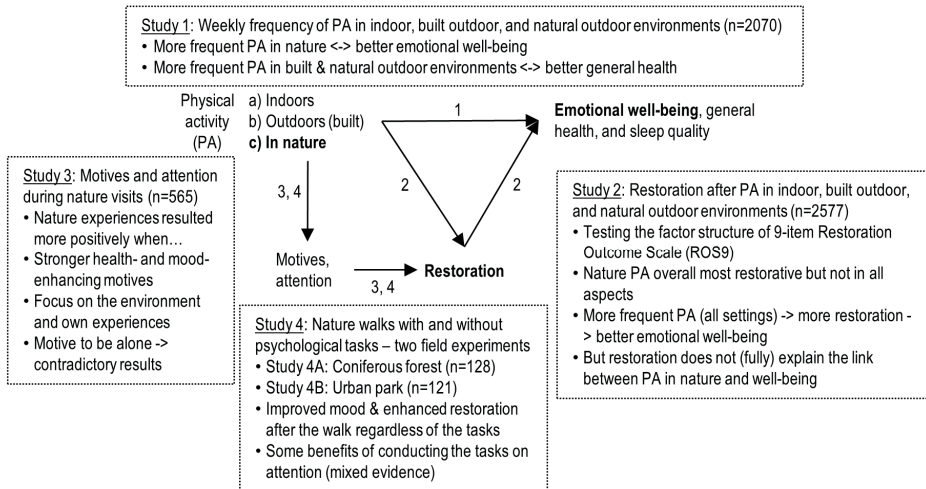 Study 1: Weekly frequency of PA in indoor, built outdoor, and natural outdoor environments (n=2070)
• More frequent PA in nature <-> better emotional well-being
• More frequent PA in built & natural outdoor environments <-> better general health
Physical
activity
(PA)
a) Indoors
b) Outdoors (built)
c) In nature
1
Emotional well-being, general
health, and sleep quality
2
2
3, 4
Motives,
attention
3, 4
Restoration
Study 3: Motives and attention
during nature visits (n=565)
• Nature experiences resulted
more positively when…
• Stronger health- and mood-
enhancing motives
• Focus on the environment
and own experiences
• Motive to be alone ->
contradictory results
Study 4: Nature walks with and without
psychological tasks – two field experiments
• Study 4A: Coniferous forest (n=128)
• Study 4B: Urban park (n=121)
• Improved mood & enhanced restoration
after the walk regardless of the tasks
• Some benefits of conducting the tasks on
attention (mixed evidence)
Study 2: Restoration after PA in indoor, built outdoor,
and natural outdoor environments (n=2577)
• Testing the factor structure of 9-item Restoration
Outcome Scale (ROS9)
• Nature PA overall most restorative but not in all
aspects
• More frequent PA (all settings) -> more restoration -
> better emotional well-being
• But restoration does not (fully) explain the link
between PA in nature and well-being